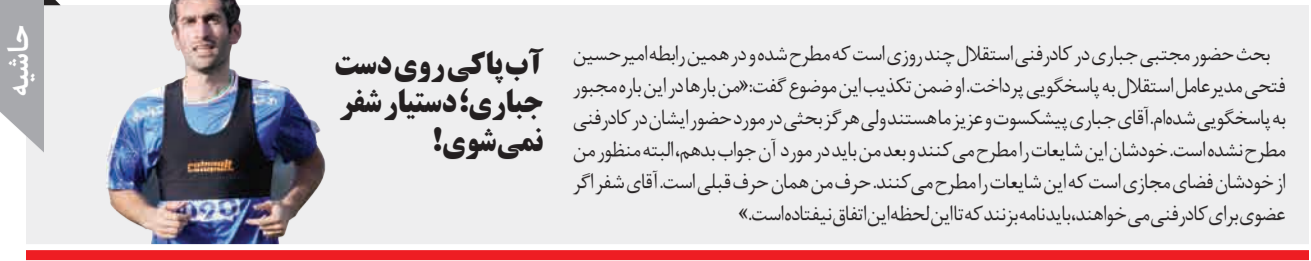 حاشیه
آب پاکی روی دست
جباری؛ دستیار شفر
نمی‌شوی!
بحث حضور مجتبی جباری در کادرفنی استقلال چند روزی است که مطرح شده و در همین رابطه امیرحسین
فتحی مدیرعامل استقلال به پاسخگویی پرداخت. او ضمن تکذیب این موضوع گفت: «من بارها در این باره مجبور
به پاسخگویی شده‌ام. آقای جباری پیشکسوت و عزیز ما هستند ولی هرگز بحثی در مورد حضور ایشان در کادرفنی
مطرح نشده است. خودشان این شایعات را مطرح می‌کنند و بعد من باید در مورد آن جواب بدهم، البته منظور من
از خودشان فضای مجازی است که این شایعات را مطرح می‌کنند. حرف من همان حرف قبلی است. آقای شفر اگر
عضوی برای کادرفنی می‌خواهند، باید نامه بزنند که تا این لحظه این اتفاق نیفتاده است.»
catapult